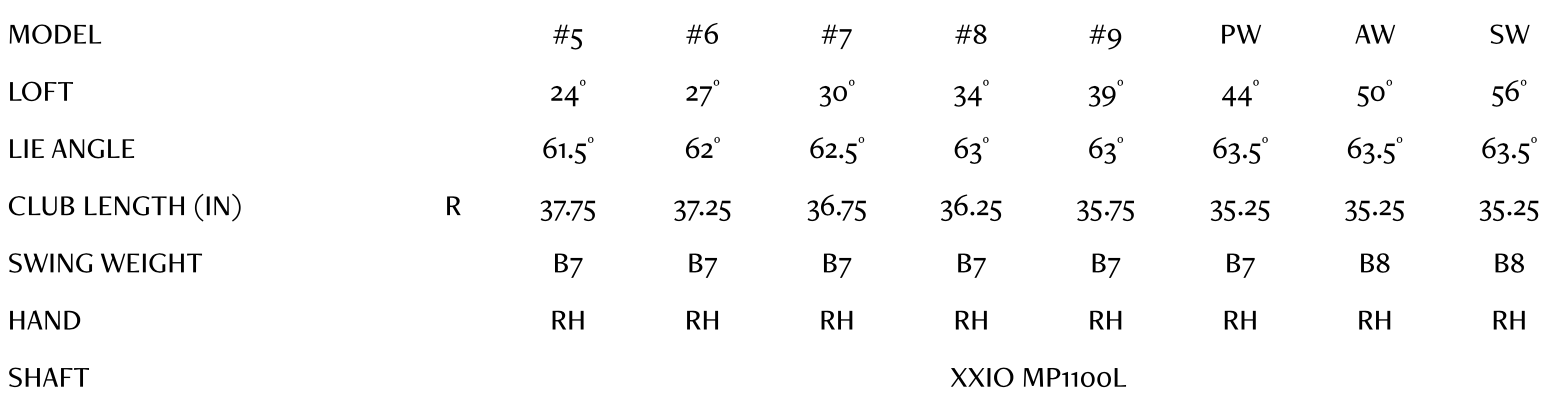 MODEL #5 #6 #7 #8 #9 PW AW SW
LOFT 24° 27° 30° 34° 39° 44° 50° 56°
LIE ANGLE 61.5° 62° 62.5° 63° 63° 63.5° 63.5° 63.5°
CLUB LENGTH (IN) R 37.75 37.25 36.75 36.25 35.75 35.25 35.25 35.25
SWING WEIGHT B7 B7 B7 B7 B7 B7 B8 B8
HAND RH RH RH RH RH RH RH RH
SHAFT XXIO MP1100L